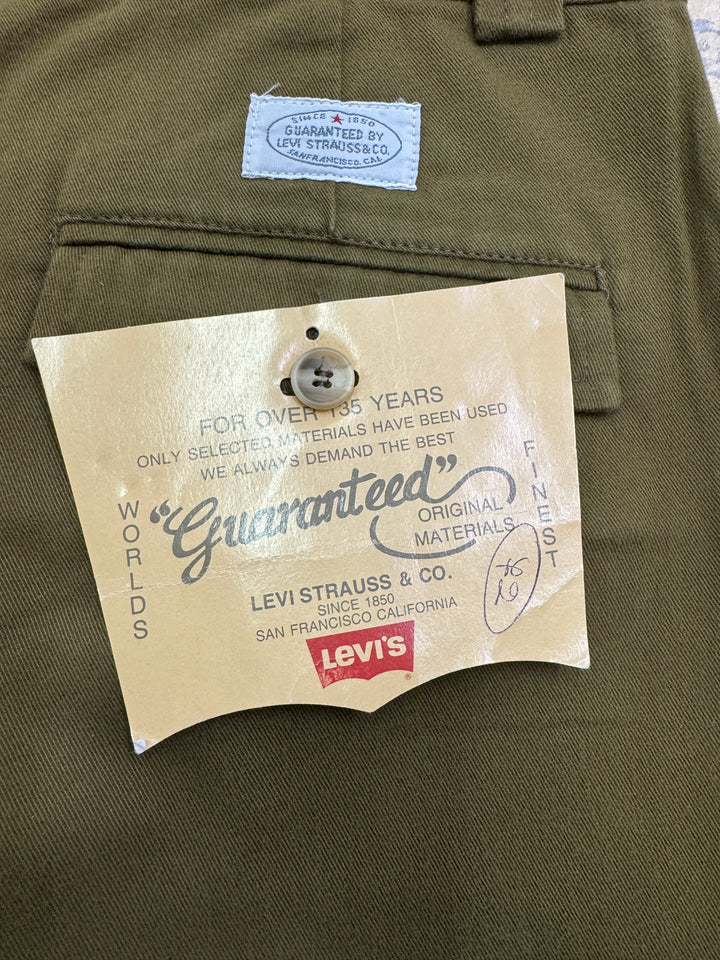 SINCE ★ 1850
GUARANTEED BY
LEVI STRAUSS&CO.
SANFRANCISCO.CAL
FOR OVER 135 YEARS
ONLY SELECTED MATERIALS HAVE BEEN USED
WE ALWAYS DEMAND THE BEST
WORLDS
"Guaranteed"
FINEST
ORIGINAL
MATERIALS
LEVI STRAUSS & CO.
SINCE 1850
SAN FRANCISCO CALIFORNIA
Levi's
®